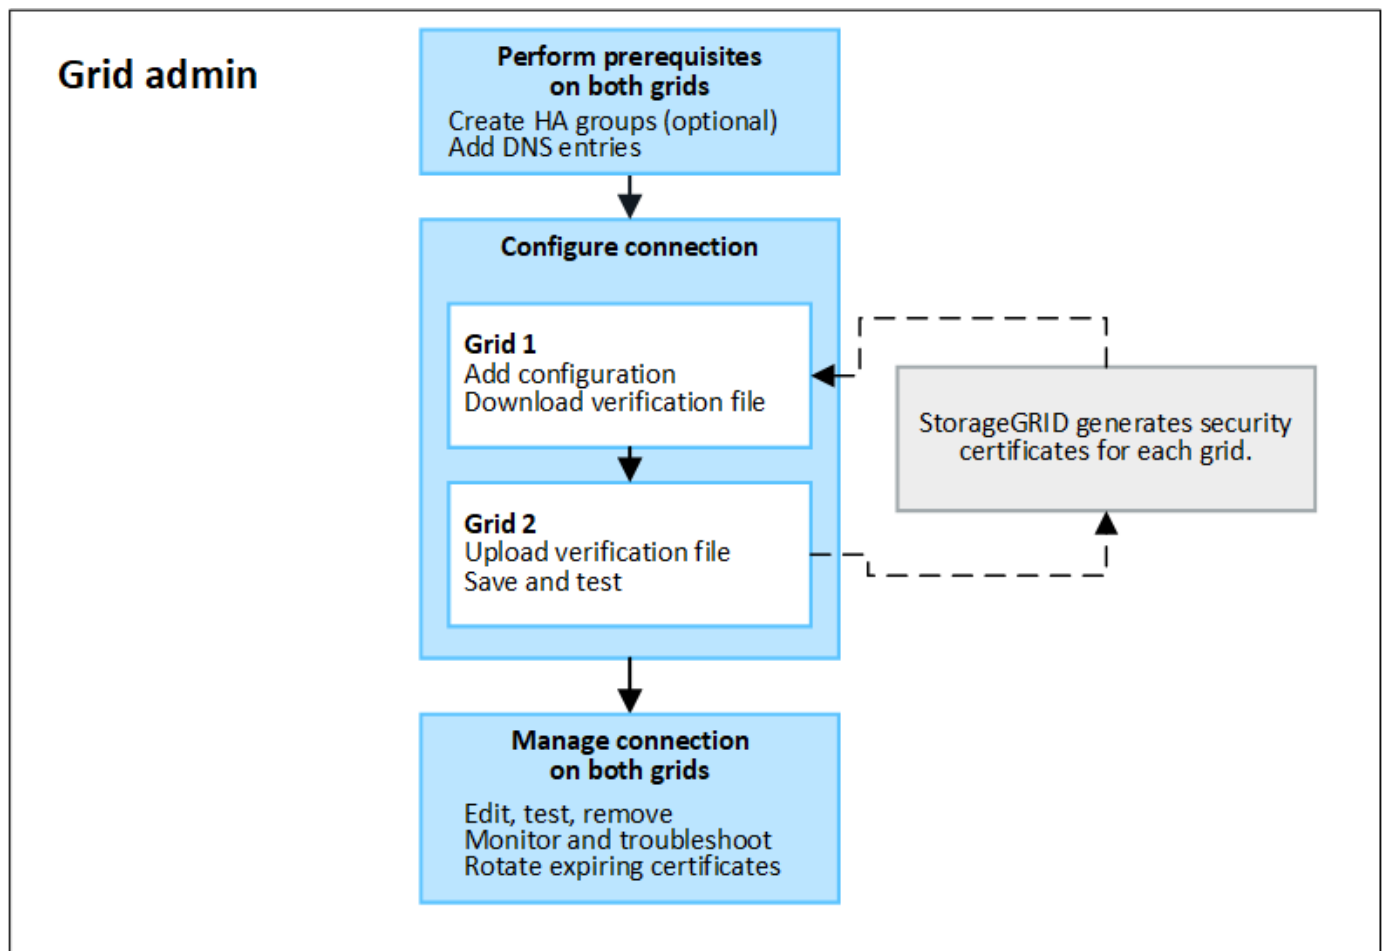 Grid admin
Perform prerequisites
on both grids
Create HA groups (optional)
Add DNS entries
Configure connection
Grid 1
Add configuration
Download verification file
StorageGRID generates security
certificates for each grid.
Grid 2
Upload verification file
Save and test
Manage connection
on both grids
Edit, test, remove
Monitor and troubleshoot
Rotate expiring certificates